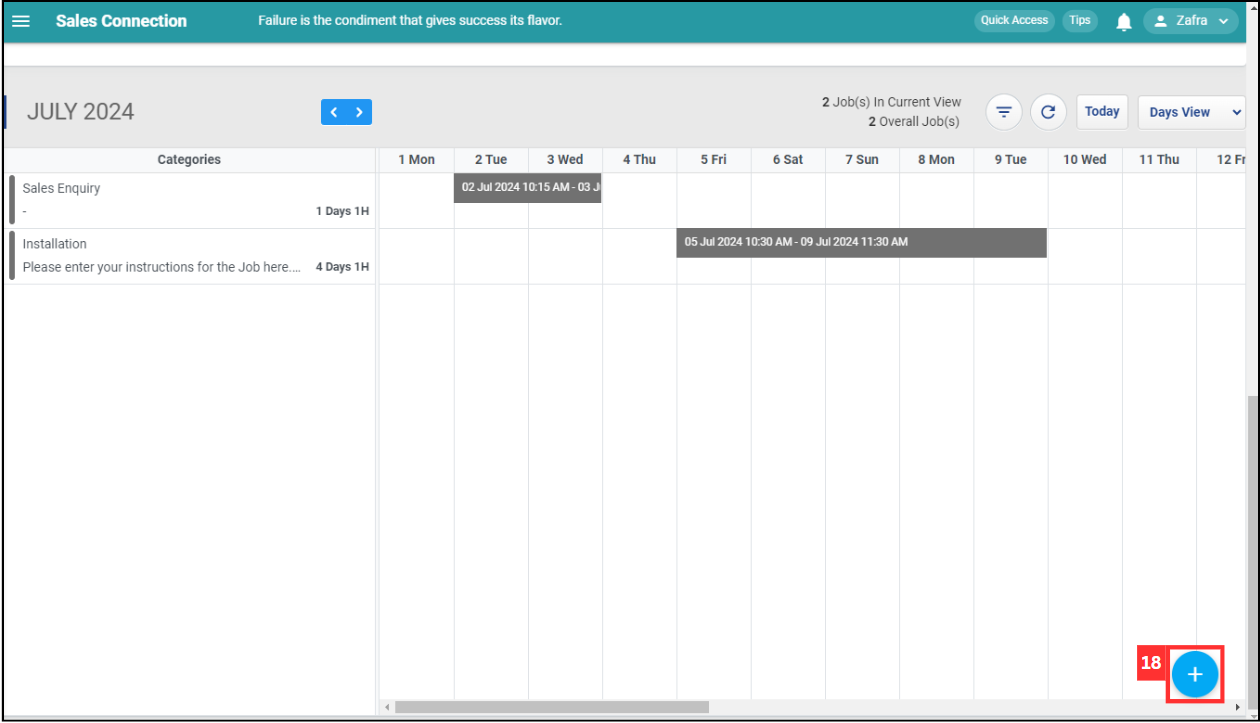 Sales Connection
Failure is the condiment that gives success its flavor.
Quick Access
Tips
Zafra
JULY 2024
2 Job(s) In Current View
2 Overall Job(s)
Today
Days View
Categories
1 Mon
2 Tue
3 Wed
4 Thu
5 Fri
6 Sat
7 Sun
8 Mon
9 Tue
10 Wed
11 Thu
12 Fr
Sales Enquiry
-
1 Days 1H
02 Jul 2024 10:15 AM - 03 J
Installation
Please enter your instructions for the Job here....
4 Days 1H
05 Jul 2024 10:30 AM - 09 Jul 2024 11:30 AM
18
+